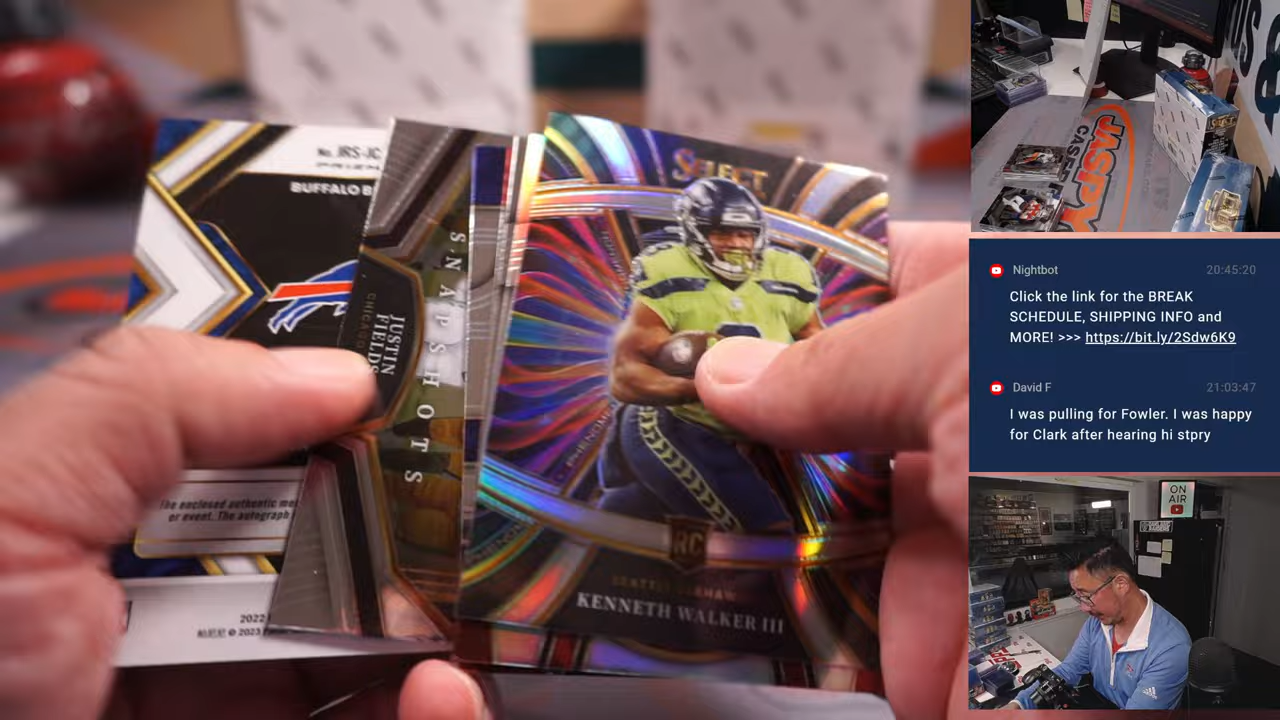 No. JRS-JC
BUFFALO B
SNAPSHOTS
JUSTIN
FIELDS
CHICAGO
SELECT
RC
KENNETH WALKER III
The enclosed authentic me
or event. The autograph
2022
© 2023
JASPY
CASE
Nightbot
20:45:20
Click the link for the BREAK
SCHEDULE, SHIPPING INFO and
MORE! >>> https://bit.ly/2Sdw6K9
David F
21:03:47
I was pulling for Fowler. I was happy
for Clark after hearing hi stpry
ON
AIR